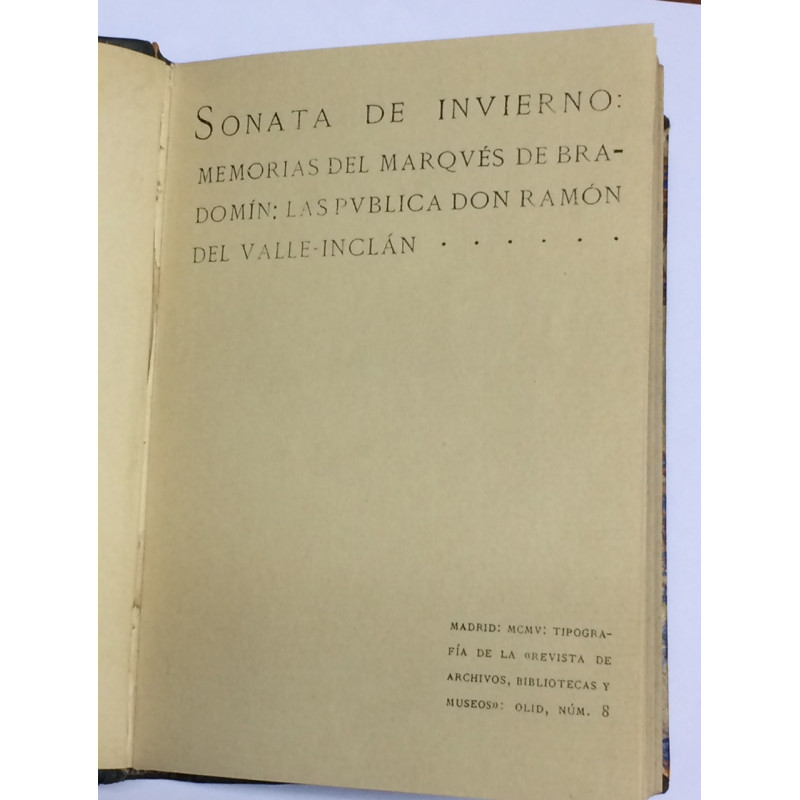 SONATA DE INVIERNO:
MEMORIAS DEL MARQVÉS DE BRA-
DOMÍN: LAS PVBLICA DON RAMÓN
DEL VALLE-INCLÁN . . . . . .
MADRID: MCMV: TIPOGRA-
FÍA DE LA «REVISTA DE
ARCHIVOS, BIBLIOTECAS Y
MUSEOS»: OLID, NÚM. 8